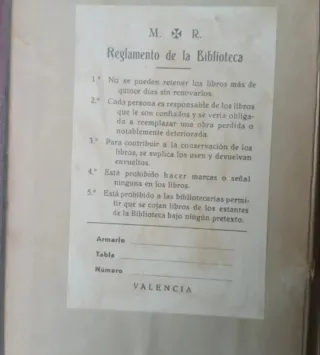 M. ✠ R.
Reglamento de la Biblioteca
1.ª No se pueden retener los libros más de
quince días sin renovarlos.
2.ª Cada persona es responsable de los libros
que le son confiados y se vería obliga-
da a reemplazar una obra perdida o
notablemente deteriorada.
3.ª Para contribuir a la conservación de los
libros, se suplica los usen y devuelvan
envueltos.
4.ª Está prohibido hacer marcas o señal
ninguna en los libros.
5.ª Está prohibido a las bibliotecarias permi-
tir que se cojan libros de los estantes
de la Biblioteca bajo ningún pretexto.
Armario
Tabla
Número
VALENCIA